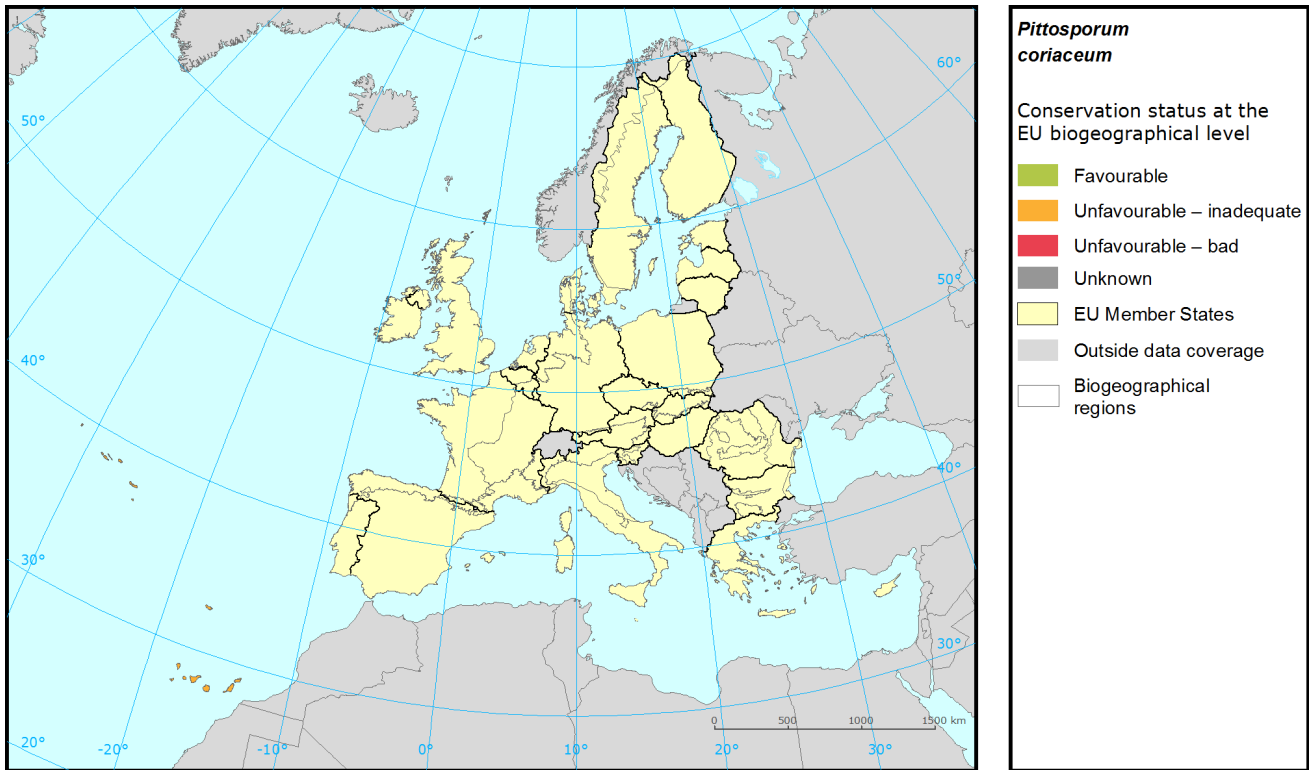 Pittosporum
coriaceum
Conservation status at the
EU biogeographical level
Favourable
Unfavourable – inadequate
Unfavourable – bad
Unknown
EU Member States
Outside data coverage
Biogeographical
regions
60°
50°
50°
40°
40°
30°
30°
20°
-20°
-10°
0°
10°
20°
30°
0 500 1000 1500 km